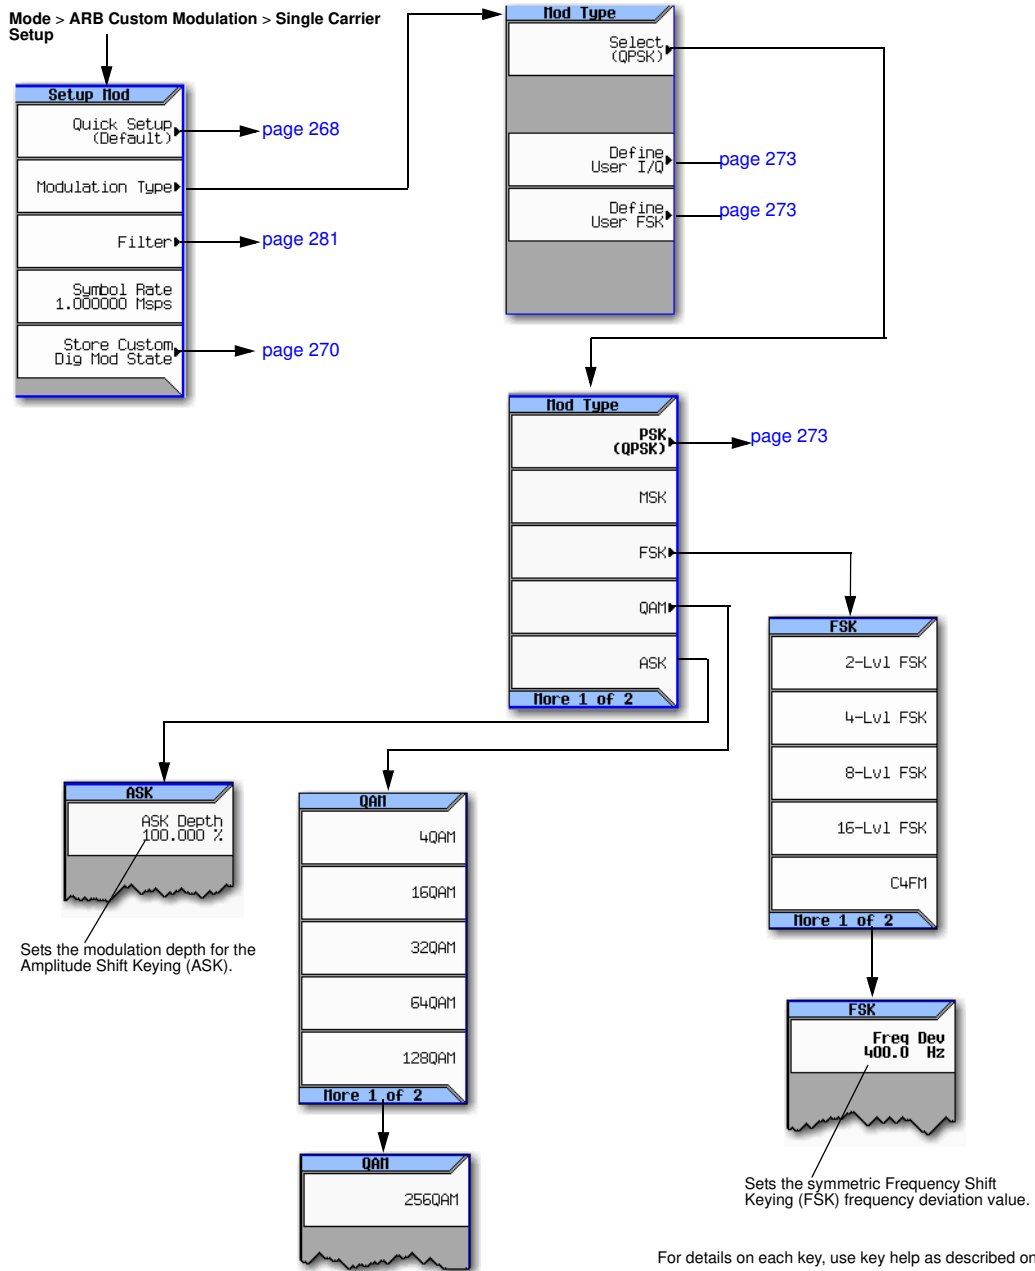 Mode > ARB Custom Modulation > Single Carrier
Setup
Setup Mod
Quick Setup
(Default)
page 268
Modulation Type
Filter
page 281
Symbol Rate
1.000000 Msps
Store Custom
Dig Mod State
page 270
Mod Type
Select
(QPSK)
Define
User I/Q
page 273
Define
User FSK
page 273
Mod Type
PSK
(QPSK)
page 273
MSK
FSK
QAM
ASK
More 1 of 2
ASK
ASK Depth
100.000 %
Sets the modulation depth for the
Amplitude Shift Keying (ASK).
QAM
4QAM
16QAM
32QAM
64QAM
128QAM
More 1 of 2
QAM
256QAM
FSK
2-Lvl FSK
4-Lvl FSK
8-Lvl FSK
16-Lvl FSK
C4FM
More 1 of 2
FSK
Freq Dev
400.0 Hz
Sets the symmetric Frequency Shift
Keying (FSK) frequency deviation value.
For details on each key, use key help as described on